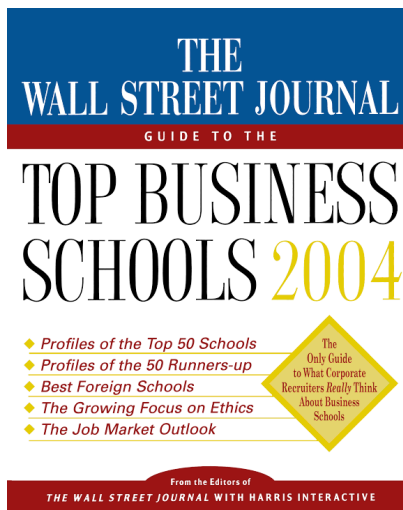 THE
WALL STREET JOURNAL
GUIDE TO THE
TOP BUSINESS
SCHOOLS 2004
Profiles of the Top 50 Schools
Profiles of the 50 Runners-up
Best Foreign Schools
The Growing Focus on Ethics
The Job Market Outlook
The
Only Guide
to What Corporate
Recruiters Really Think
About Business
Schools
From the Editors of
THE WALL STREET JOURNAL WITH HARRIS INTERACTIVE